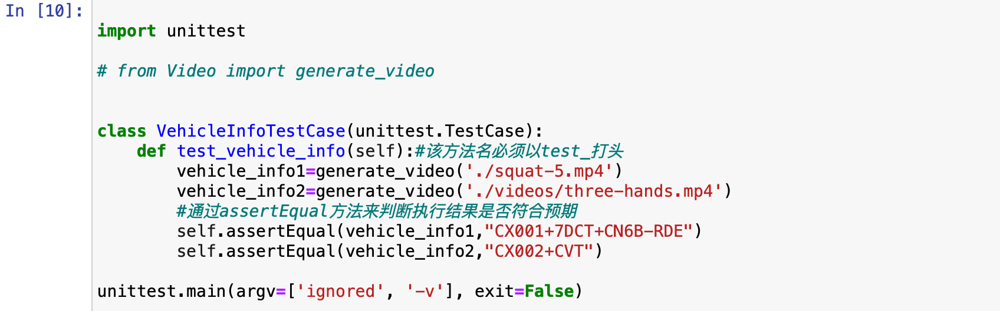 In [10]:
import unittest
# from Video import generate_video
class VehicleInfoTestCase(unittest.TestCase):
    def test_vehicle_info(self):#该方法名必须以test_打头
        vehicle_info1=generate_video('./squat-5.mp4')
        vehicle_info2=generate_video('./videos/three-hands.mp4')
        #通过assertEqual方法来判断执行结果是否符合预期
        self.assertEqual(vehicle_info1,"CX001+7DCT+CN6B-RDE")
        self.assertEqual(vehicle_info2,"CX002+CVT")
unittest.main(argv=['ignored', '-v'], exit=False)